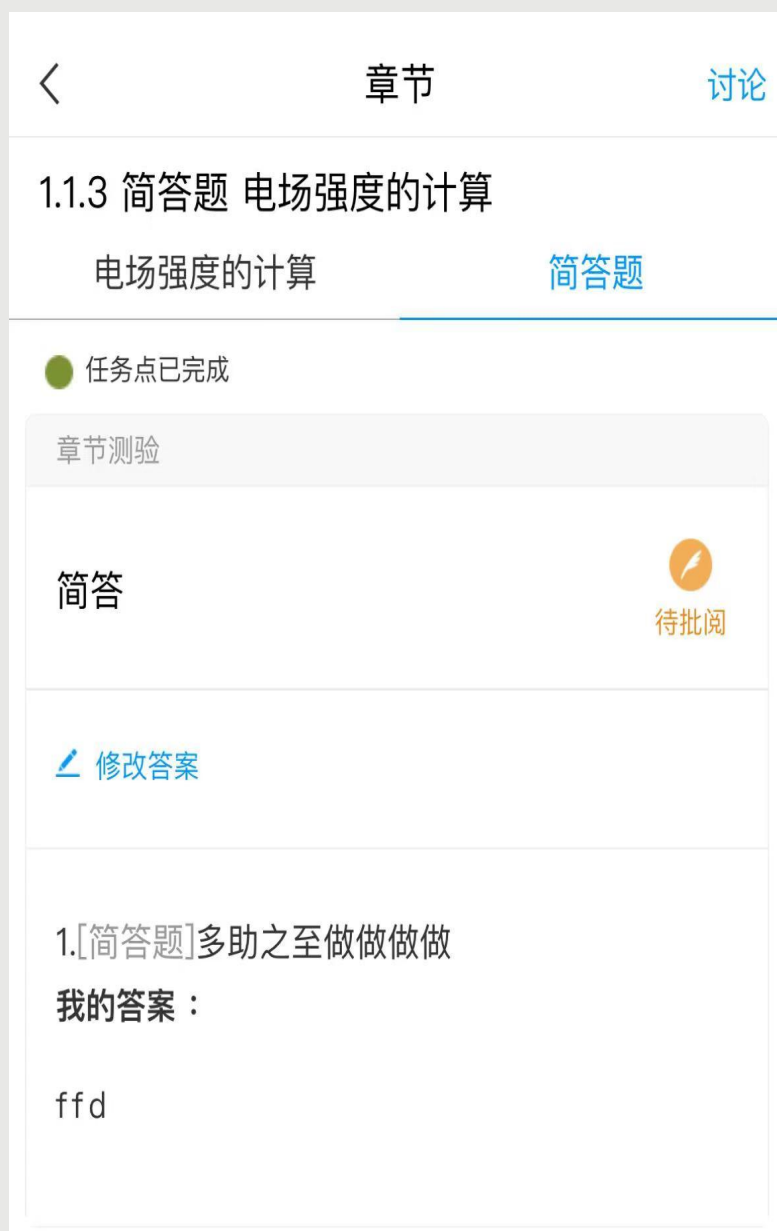 章节 讨论
1.1.3 简答题 电场强度的计算
电场强度的计算 简答题
任务点已完成
章节测验
简答
待批阅
修改答案
1.[简答题]多助之至做做做做
我的答案：
ffd